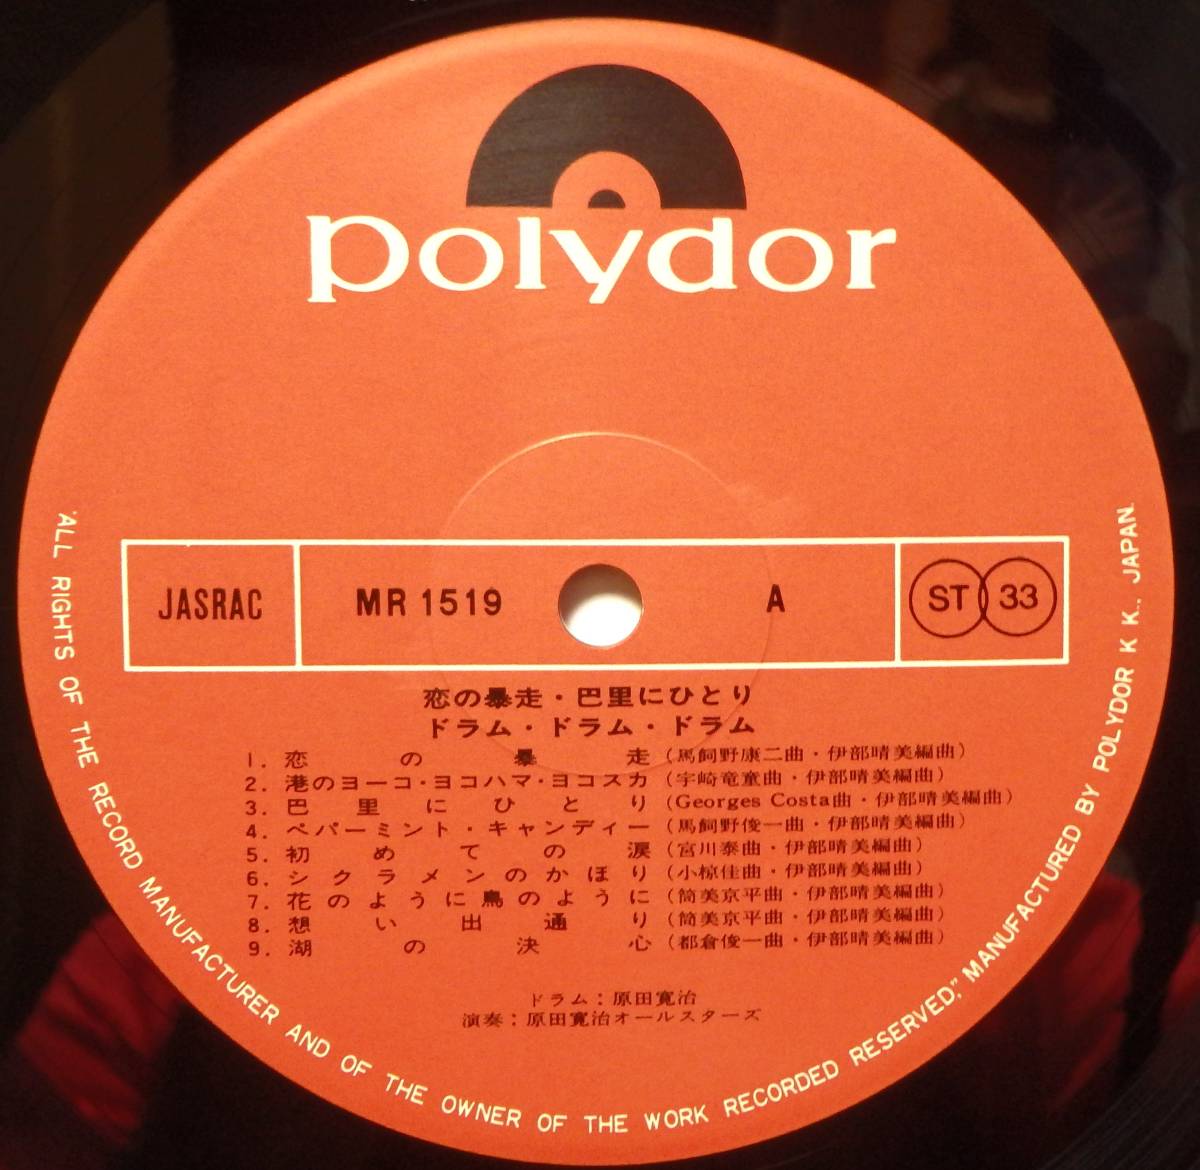 polydor
JASRAC
MR 1519
A
ST 33
恋の暴走・巴里にひとり
ドラム・ドラム・ドラム
1. 恋の暴走 (馬飼野康二曲・伊部晴美編曲)
2. 港のヨーコ・ヨコハマ・ヨコスカ (宇崎竜童曲・伊部晴美編曲)
3. 巴里にひとり (Georges Costa曲・伊部晴美編曲)
4. ペパーミント・キャンディー (馬飼野俊一曲・伊部晴美編曲)
5. 初めての涙 (宮川泰曲・伊部晴美編曲)
6. シクラメンのかほり (小椋佳曲・伊部晴美編曲)
7. 花のように鳥のように (筒美京平曲・伊部晴美編曲)
8. 想い出通り (筒美京平曲・伊部晴美編曲)
9. 湖の決心 (都倉俊一曲・伊部晴美編曲)
ドラム：原田寛治
演奏：原田寛治オールスターズ
"ALL RIGHTS OF THE RECORD MANUFACTURER AND OF THE OWNER OF THE WORK RECORDED RESERVED," MANUFACTURED BY POLYDOR K K., JAPAN.